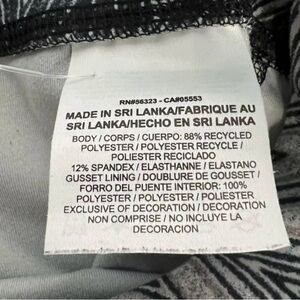 RN#56323 - CA#05553
MADE IN SRI LANKA/FABRIQUE AU
SRI LANKA/HECHO EN SRI LANKA
BODY / CORPS / CUERPO: 88% RECYCLED
POLYESTER / POLYESTER RECYCLE /
POLIESTER RECICLADO
12% SPANDEX / ELASTHANNE / ELASTANO
GUSSET LINING / DOUBLURE DE GOUSSET /
FORRO DEL PUENTE INTERIOR: 100%
POLYESTER / POLYESTER / POLIESTER
EXCLUSIVE OF DECORATION / DECORATION
NON COMPRISE / NO INCLUYE LA
DECORACION